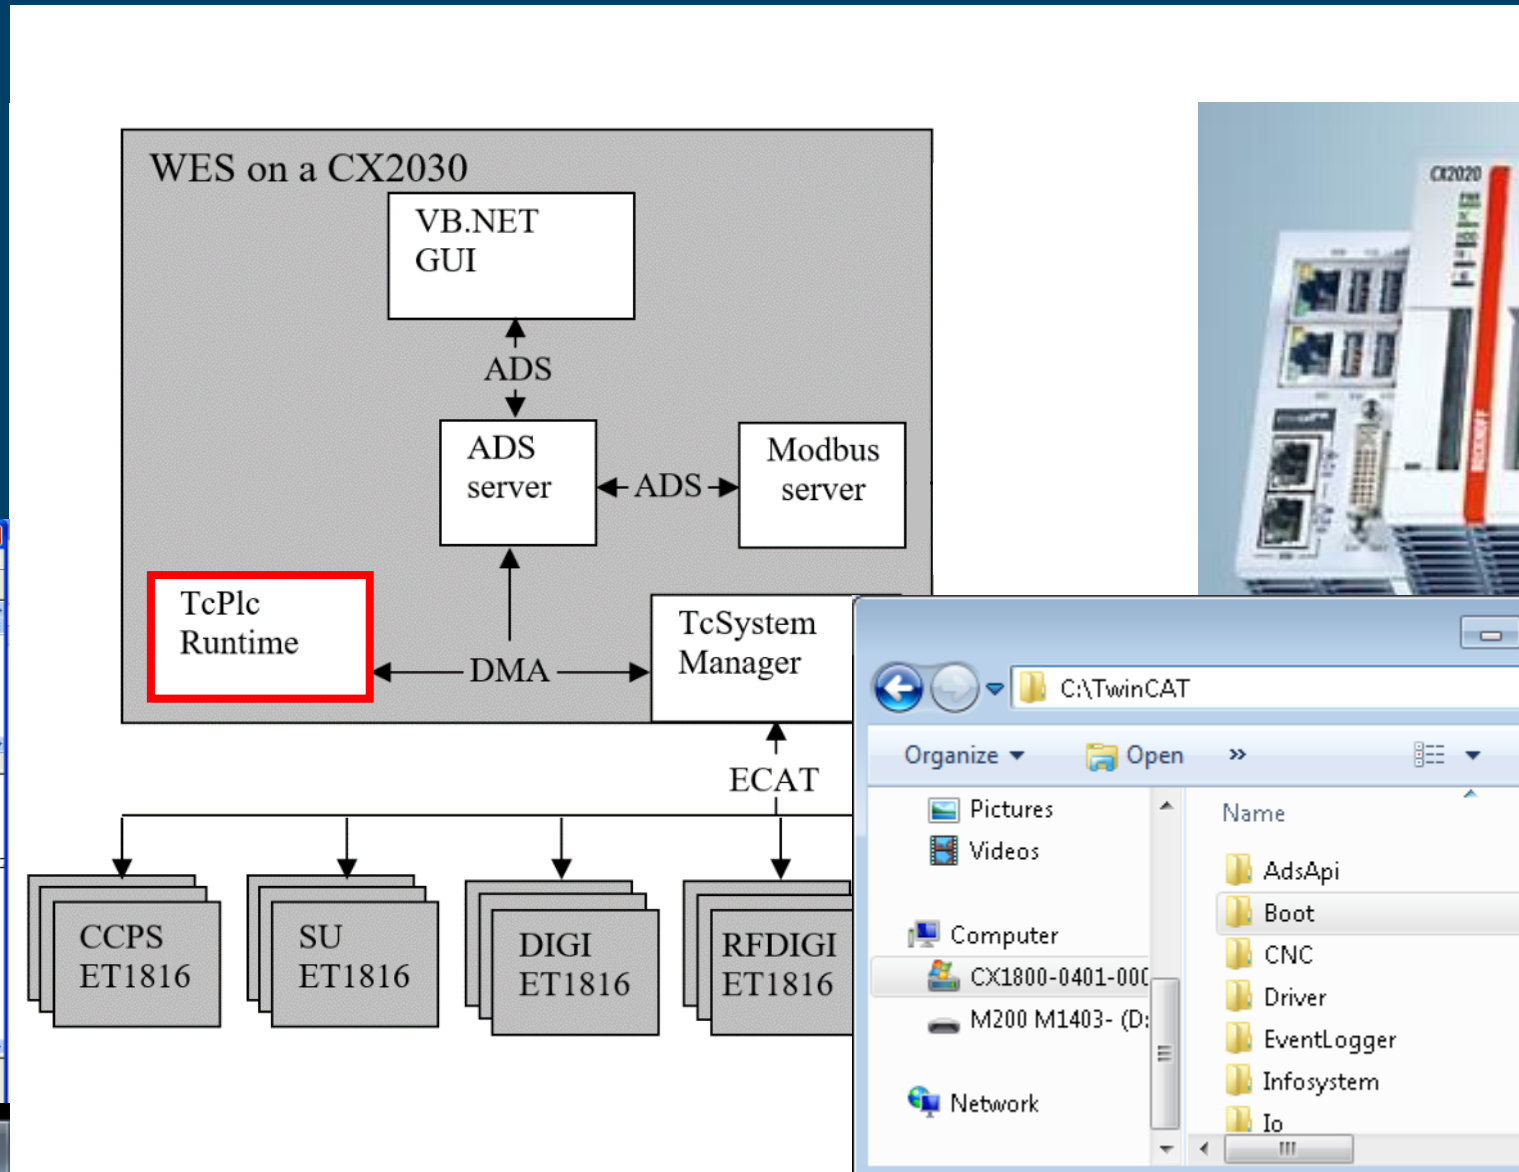 WES on a CX2030
VB.NET
GUI
ADS
ADS
server
ADS
Modbus
server
TcPlc
Runtime
DMA
TcSystem
Manager
ECAT
CCPS
ET1816
SU
ET1816
DIGI
ET1816
RFDIGI
ET1816
CX2020
BECKHOFF
C:\TwinCAT
Organize
Open
»
Pictures
Videos
Computer
CX1800-0401-000
M200 M1403- (D:
Network
Name
AdsApi
Boot
CNC
Driver
EventLogger
Infosystem
Io